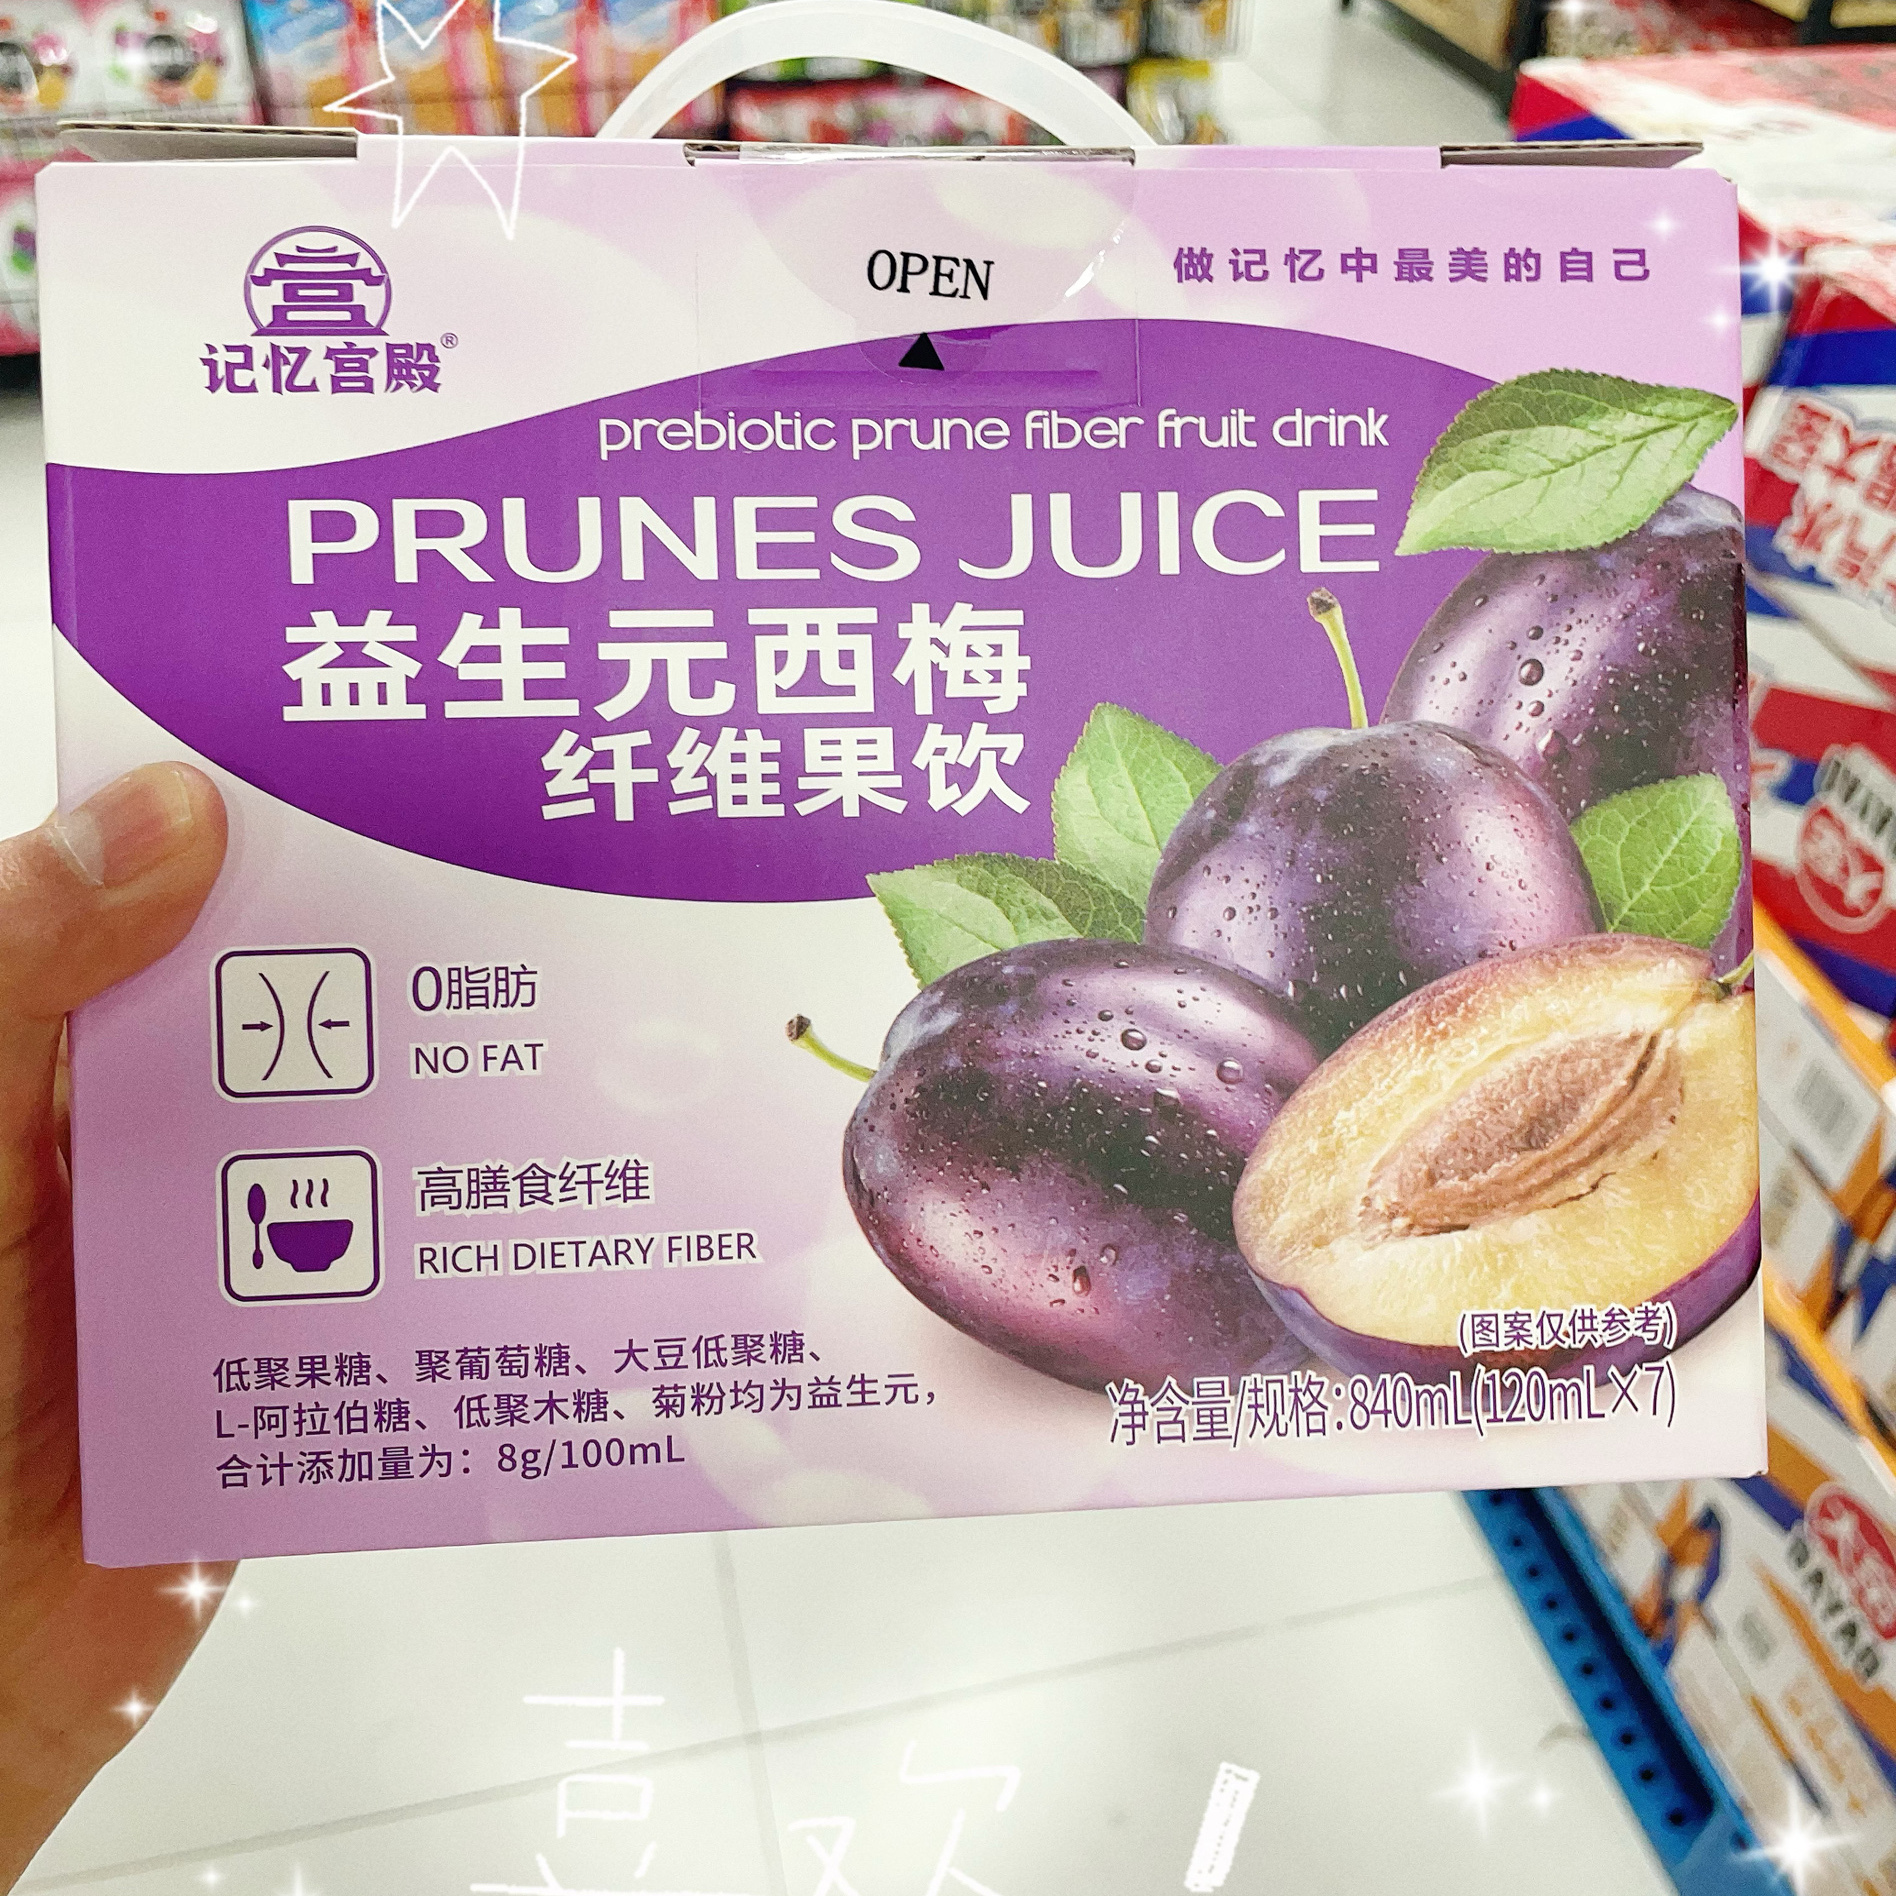 记忆宫殿®
OPEN
做记忆中最美的自己
prebiotic prune fiber fruit drink
PRUNES JUICE
益生元西梅
纤维果饮
0脂肪
NO FAT
高膳食纤维
RICH DIETARY FIBER
低聚果糖、聚葡萄糖、大豆低聚糖、
L-阿拉伯糖、低聚木糖、菊粉均为益生元，
合计添加量为：8g/100mL
(图案仅供参考)
净含量/规格:840mL(120mL×7)
喜欢！